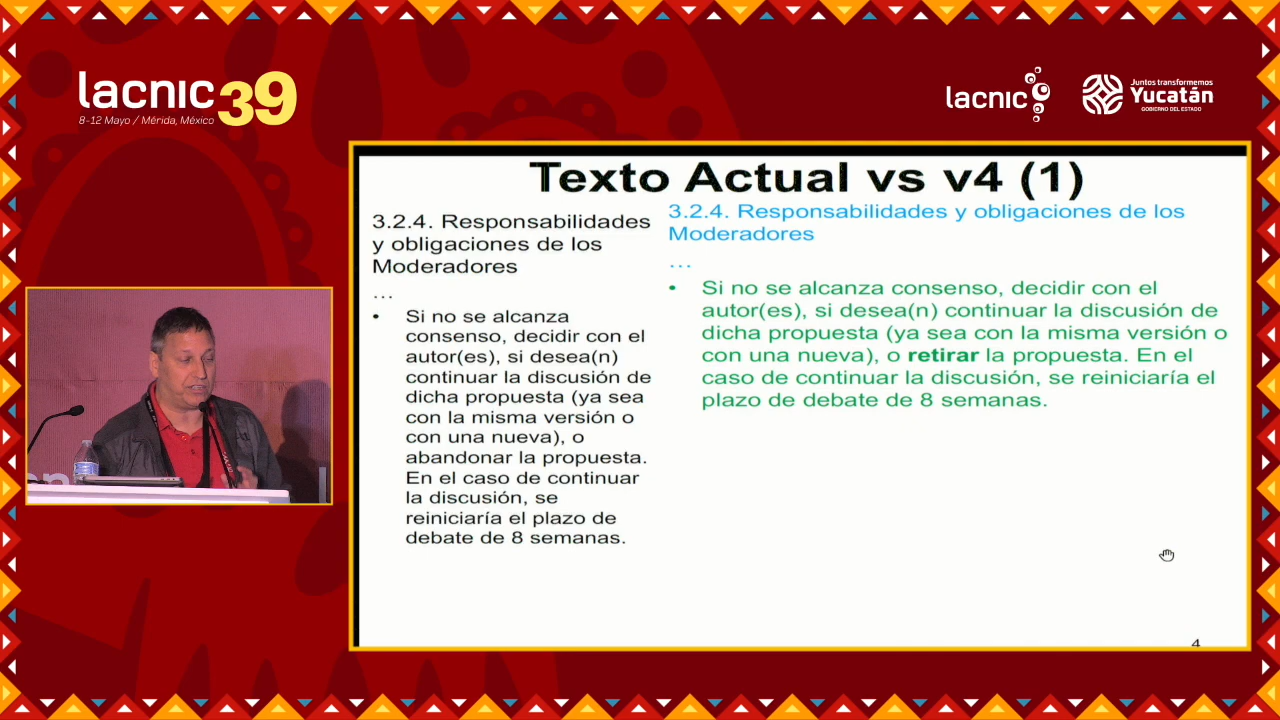 lacnic 39
8-12 Mayo / Mérida, México
lacnic
Juntos transformemos
Yucatán
GOBIERNO DEL ESTADO
Texto Actual vs v4 (1)
3.2.4. Responsabilidades
y obligaciones de los
Moderadores
...
• Si no se alcanza
consenso, decidir con el
autor(es), si desea(n)
continuar la discusión de
dicha propuesta (ya sea
con la misma versión o
con una nueva), o
abandonar la propuesta.
En el caso de continuar
la discusión, se
reiniciaría el plazo de
debate de 8 semanas.
3.2.4. Responsabilidades y obligaciones de los
Moderadores
...
• Si no se alcanza consenso, decidir con el
autor(es), si desea(n) continuar la discusión de
dicha propuesta (ya sea con la misma versión o
con una nueva), o retirar la propuesta. En el
caso de continuar la discusión, se reiniciaría el
plazo de debate de 8 semanas.
4